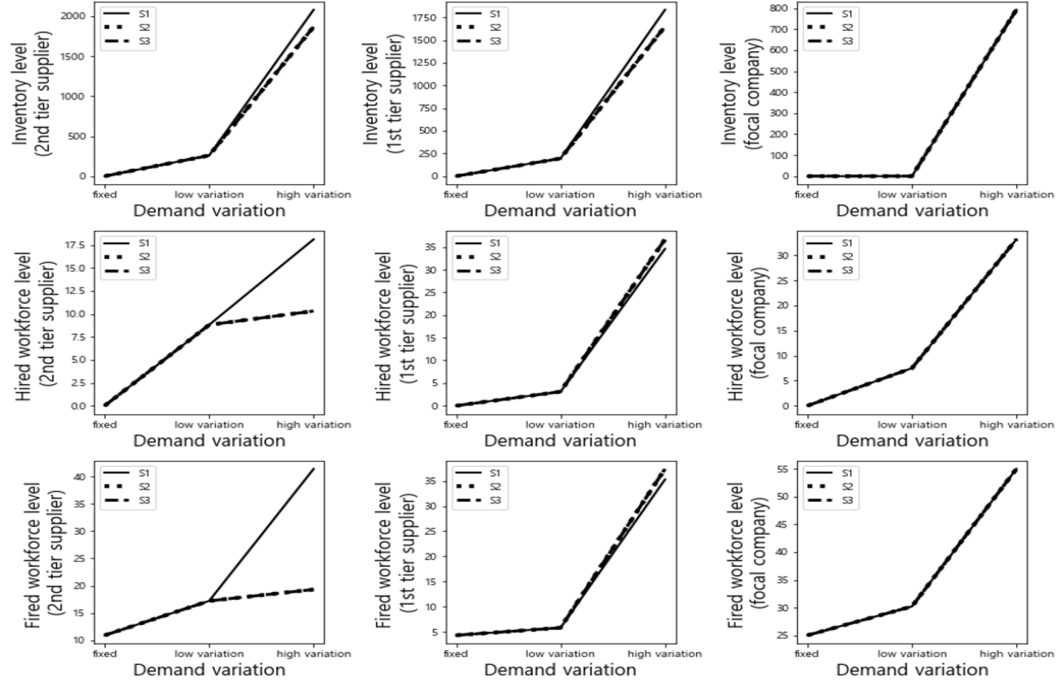 Inventory level
(2nd tier supplier)
2000
1500
1000
500
0
S1
S2
S3
fixed low variation high variation
Demand variation
Inventory level
(1st tier supplier)
1750
1500
1250
1000
750
500
250
0
S1
S2
S3
fixed low variation high variation
Demand variation
Inventory level
(focal company)
800
700
600
500
400
300
200
100
0
S1
S2
S3
fixed low variation high variation
Demand variation
Hired workforce level
(2nd tier supplier)
17.5
15.0
12.5
10.0
7.5
5.0
2.5
0.0
S1
S2
S3
fixed low variation high variation
Demand variation
Hired workforce level
(1st tier supplier)
35
30
25
20
15
10
5
0
S1
S2
S3
fixed low variation high variation
Demand variation
Hired workforce level
(focal company)
30
25
20
15
10
5
0
S1
S2
S3
fixed low variation high variation
Demand variation
Fired workforce level
(2nd tier supplier)
40
35
30
25
20
15
10
S1
S2
S3
fixed low variation high variation
Demand variation
Fired workforce level
(1st tier supplier)
35
30
25
20
15
10
5
S1
S2
S3
fixed low variation high variation
Demand variation
Fired workforce level
(focal company)
55
50
45
40
35
30
25
S1
S2
S3
fixed low variation high variation
Demand variation